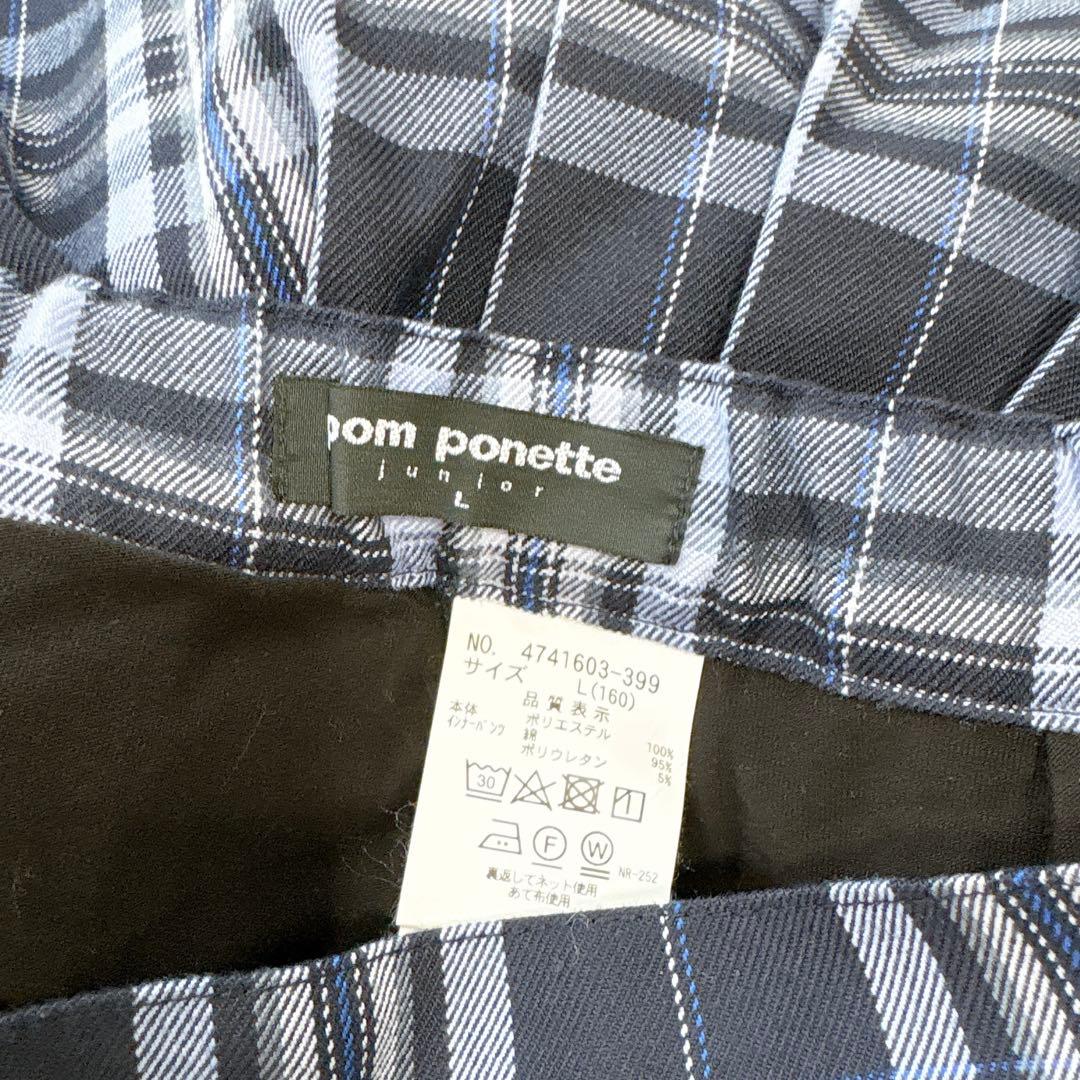 pom ponette
junior
L
NO. 4741603-399
サイズ L(160)
品質表示
本体 ポリエステル 100%
インナーパンツ 綿 95%
ポリウレタン 5%
30
F W
NR-252
裏返してネット使用
あて布使用